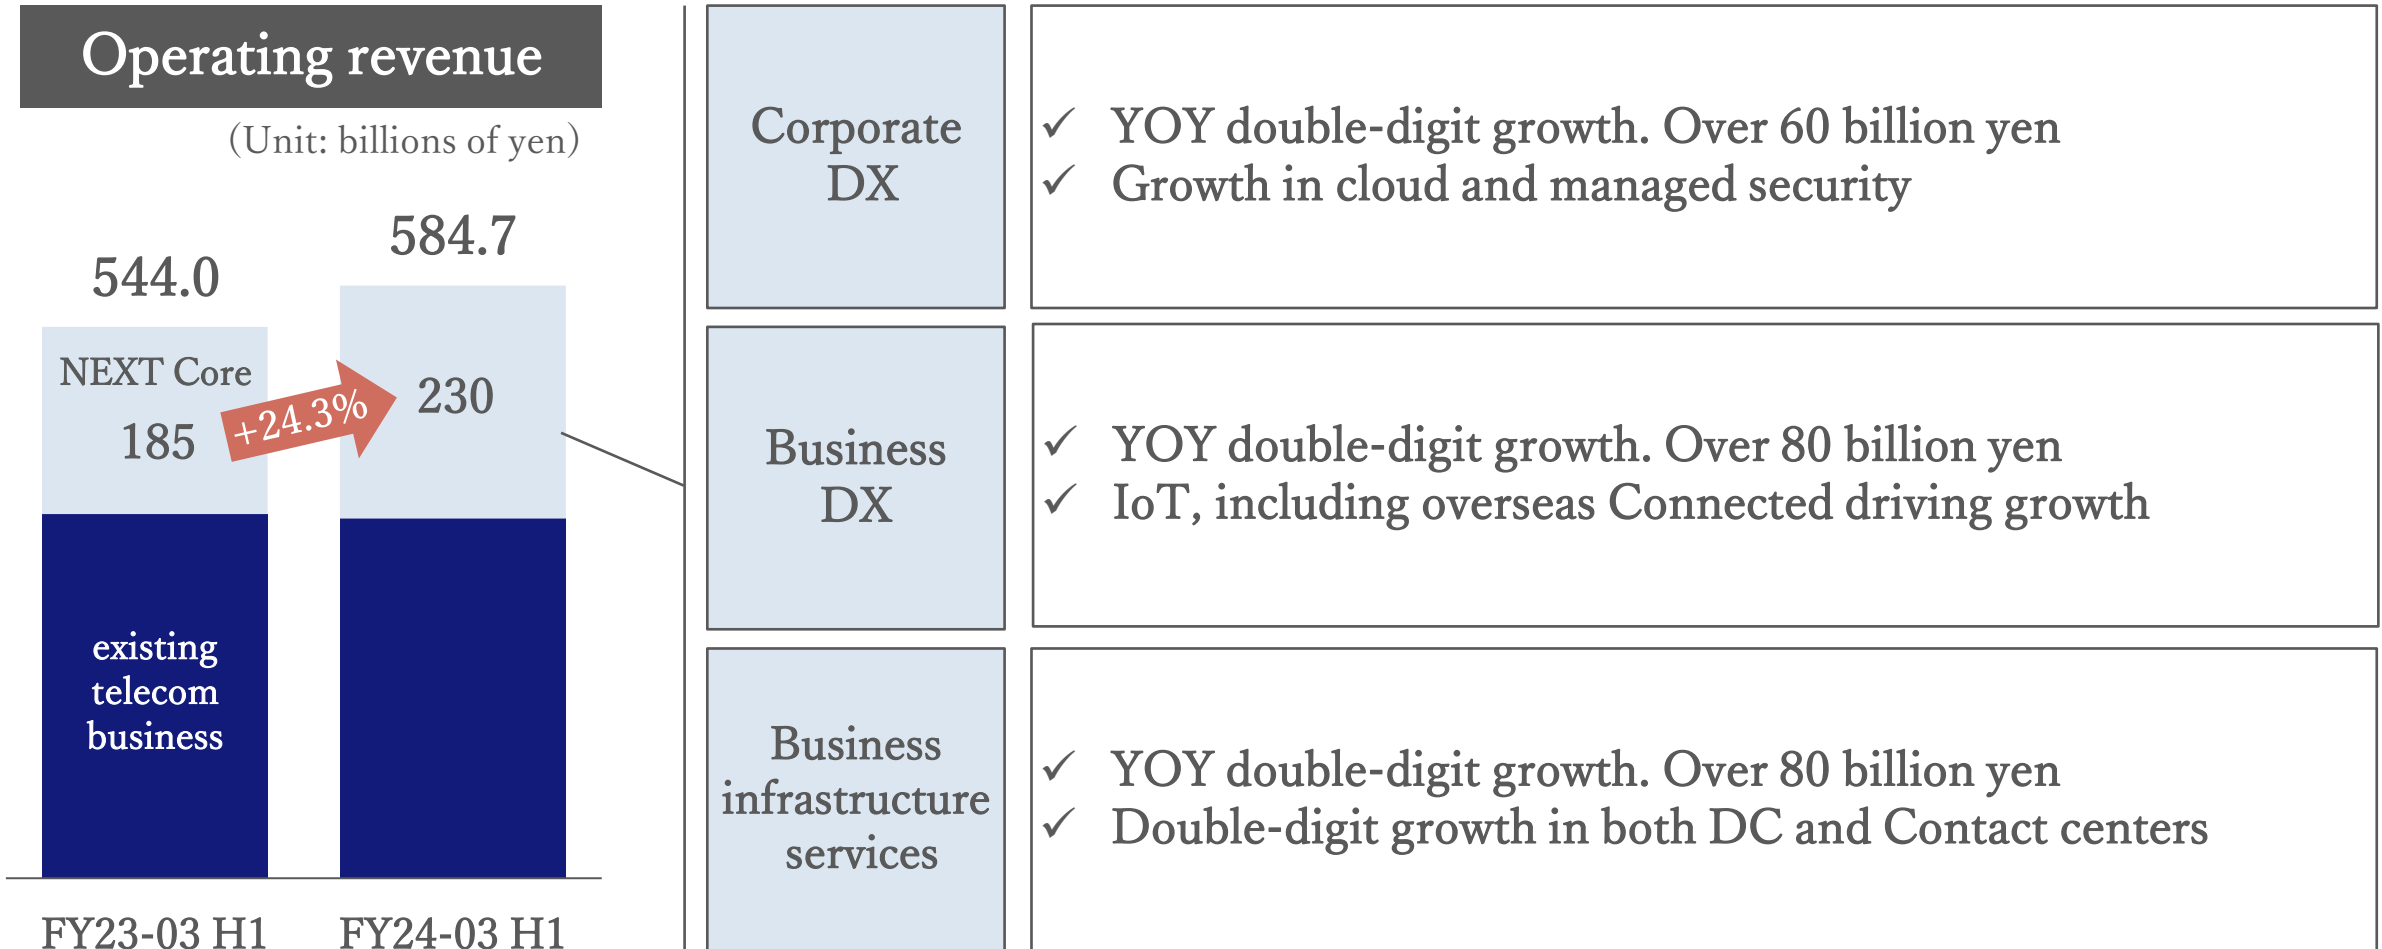 Operating revenue
(Unit: billions of yen)
544.0
584.7
NEXT Core
185
+24.3%
230
existing
telecom
business
FY23-03 H1
FY24-03 H1
Corporate
DX
✓ YOY double-digit growth. Over 60 billion yen
✓ Growth in cloud and managed security
Business
DX
✓ YOY double-digit growth. Over 80 billion yen
✓ IoT, including overseas Connected driving growth
Business
infrastructure
services
✓ YOY double-digit growth. Over 80 billion yen
✓ Double-digit growth in both DC and Contact centers